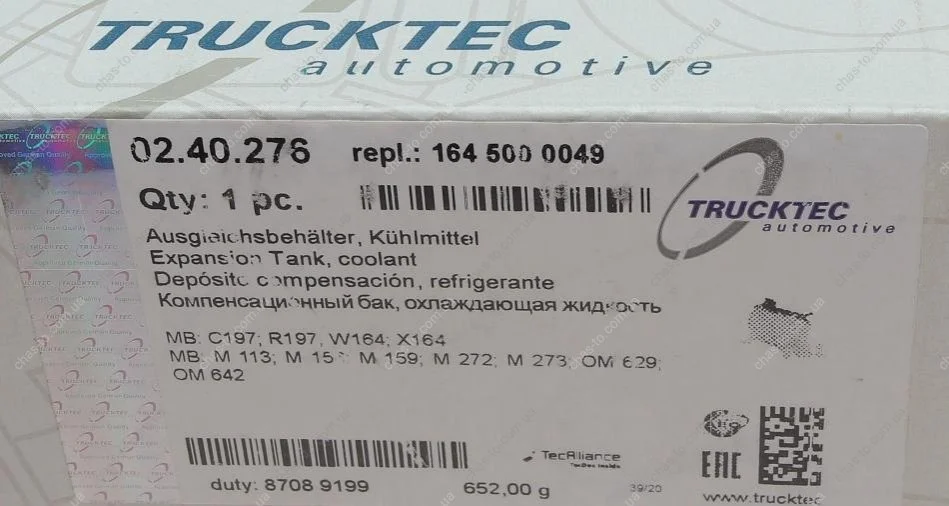 TRUCKTEC
automotive
02.40.276 repl.: 164 500 0049
Qty: 1 pc.
TRUCKTEC
automotive
Ausgleichsbehälter, Kühlmittel
Expansion Tank, coolant
Depósito compensación, refrigerante
Компенсационный бак, охлаждающая жидкость
MB: C197; R197, W164; X164
MB: M 113; M 159; M 272; M 273; OM 629;
OM 642
TecAlliance
TecDoc Inside
EAC
duty: 8708 9199 652,00 g 39/20
www.trucktec